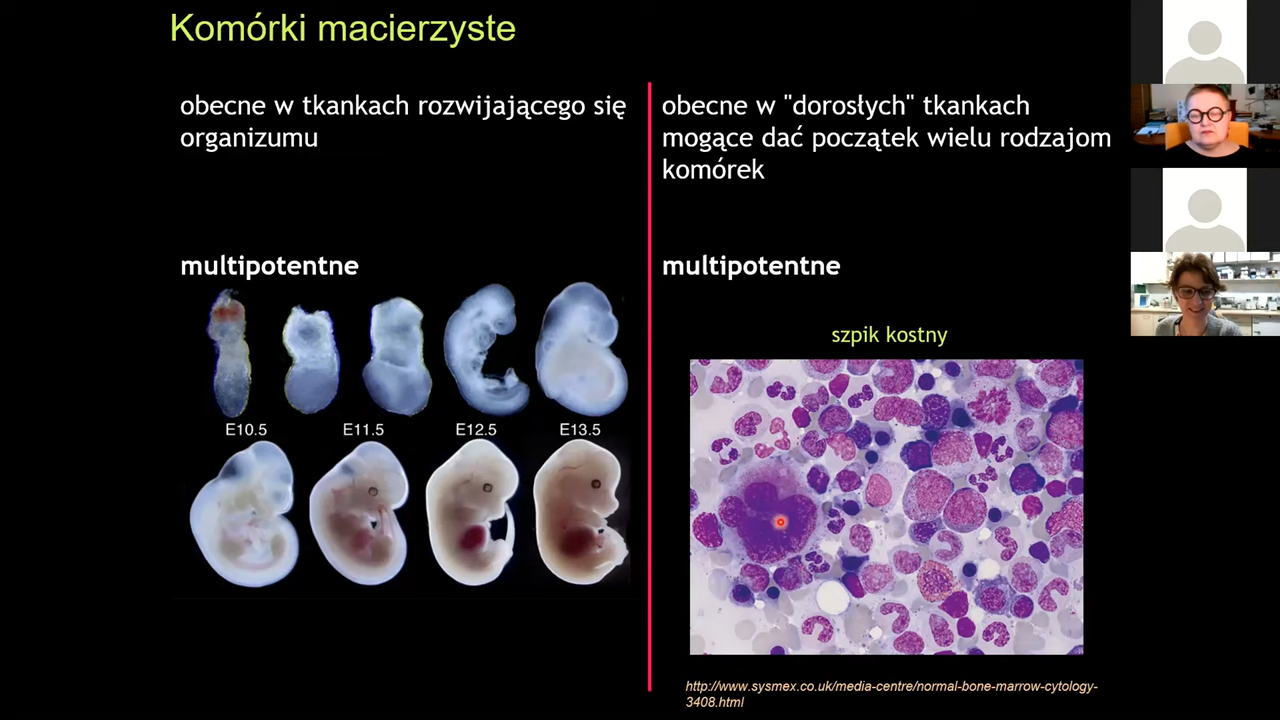 Komórki macierzyste
obecne w tkankach rozwijającego się
organizumu
multipotentne
E10.5 E11.5 E12.5 E13.5
obecne w "dorosłych" tkankach
mogące dać początek wielu rodzajom
komórek
multipotentne
szpik kostny
http://www.sysmex.co.uk/media-centre/normal-bone-marrow-cytology-
3408.html